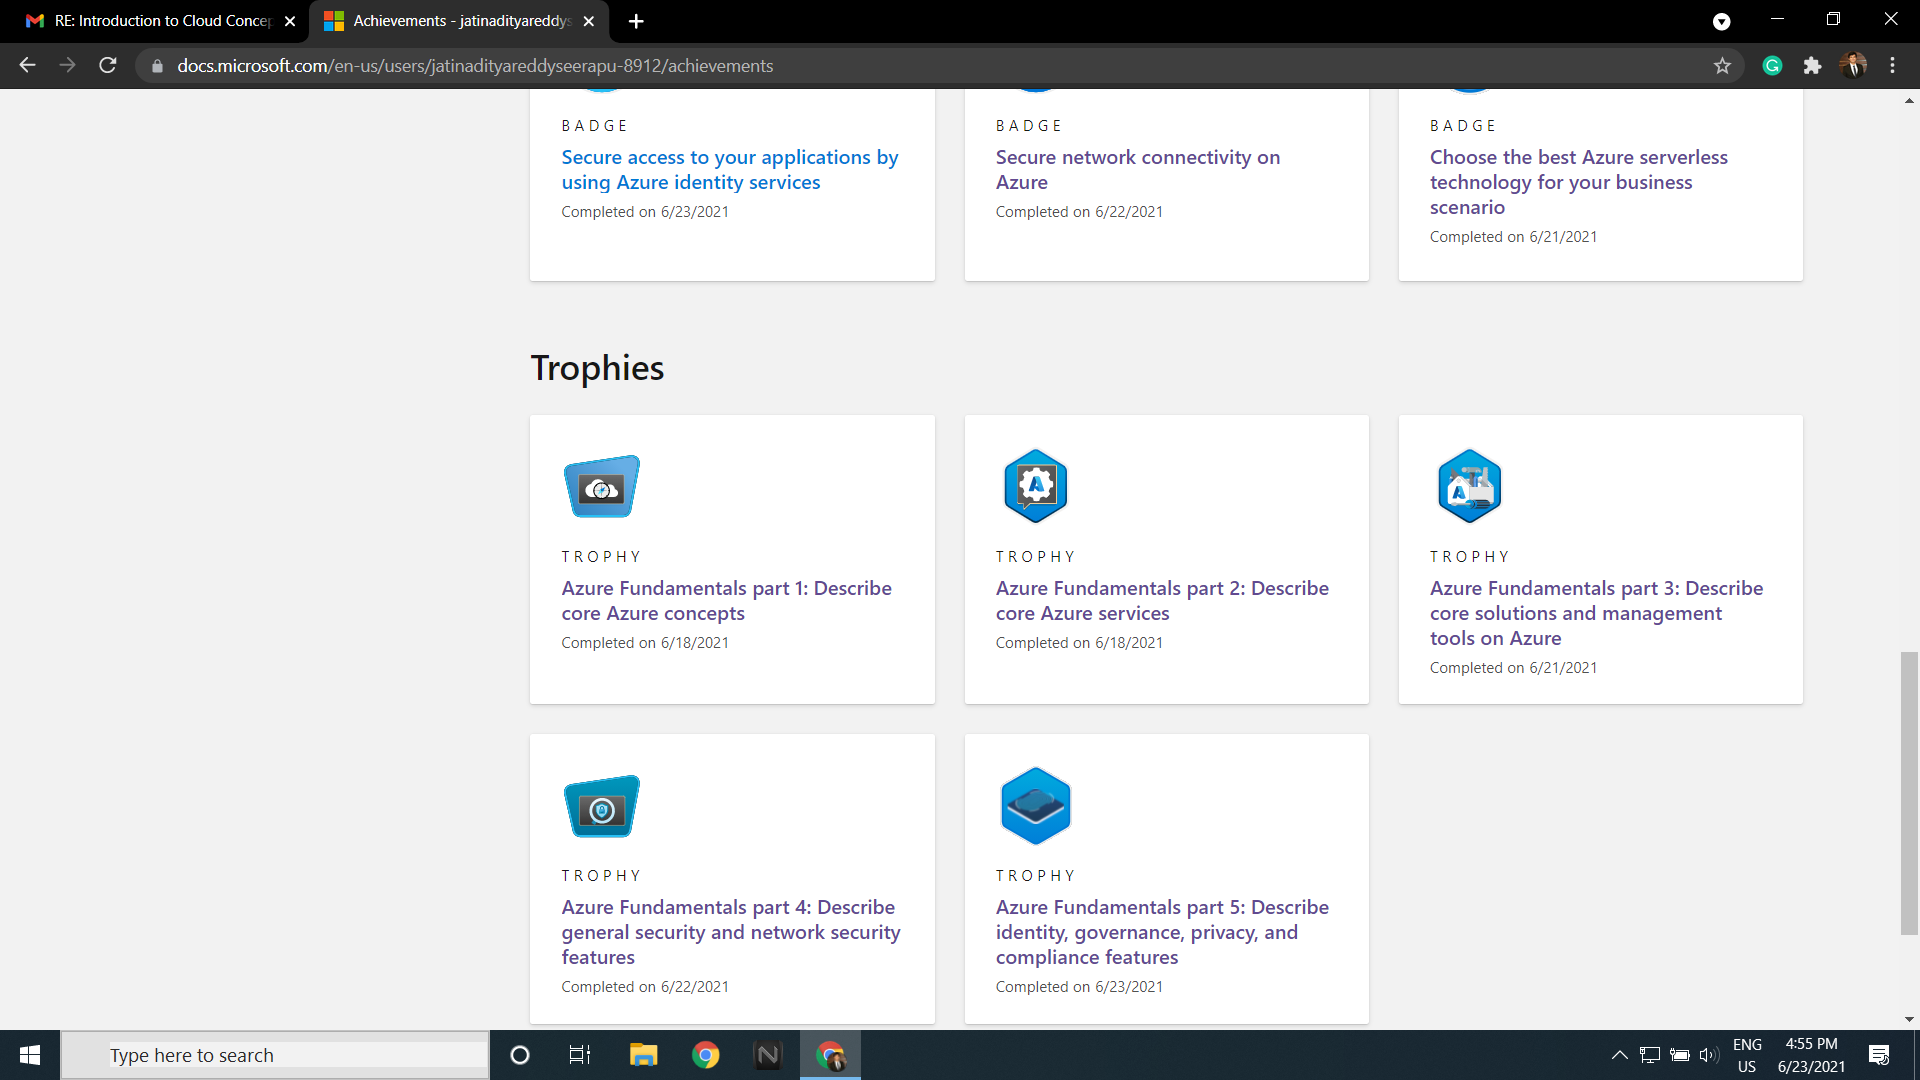 RE: Introduction to Cloud Concep
Achievements - jatinadityareddys
docs.microsoft.com/en-us/users/jatinadityareddyseerapu-8912/achievements
BADGE
Secure access to your applications by
using Azure identity services
Completed on 6/23/2021
BADGE
Secure network connectivity on
Azure
Completed on 6/22/2021
BADGE
Choose the best Azure serverless
technology for your business
scenario
Completed on 6/21/2021
Trophies
TROPHY
Azure Fundamentals part 1: Describe
core Azure concepts
Completed on 6/18/2021
TROPHY
Azure Fundamentals part 2: Describe
core Azure services
Completed on 6/18/2021
TROPHY
Azure Fundamentals part 3: Describe
core solutions and management
tools on Azure
Completed on 6/21/2021
TROPHY
Azure Fundamentals part 4: Describe
general security and network security
features
Completed on 6/22/2021
TROPHY
Azure Fundamentals part 5: Describe
identity, governance, privacy, and
compliance features
Completed on 6/23/2021
Type here to search
ENG
US
4:55 PM
6/23/2021